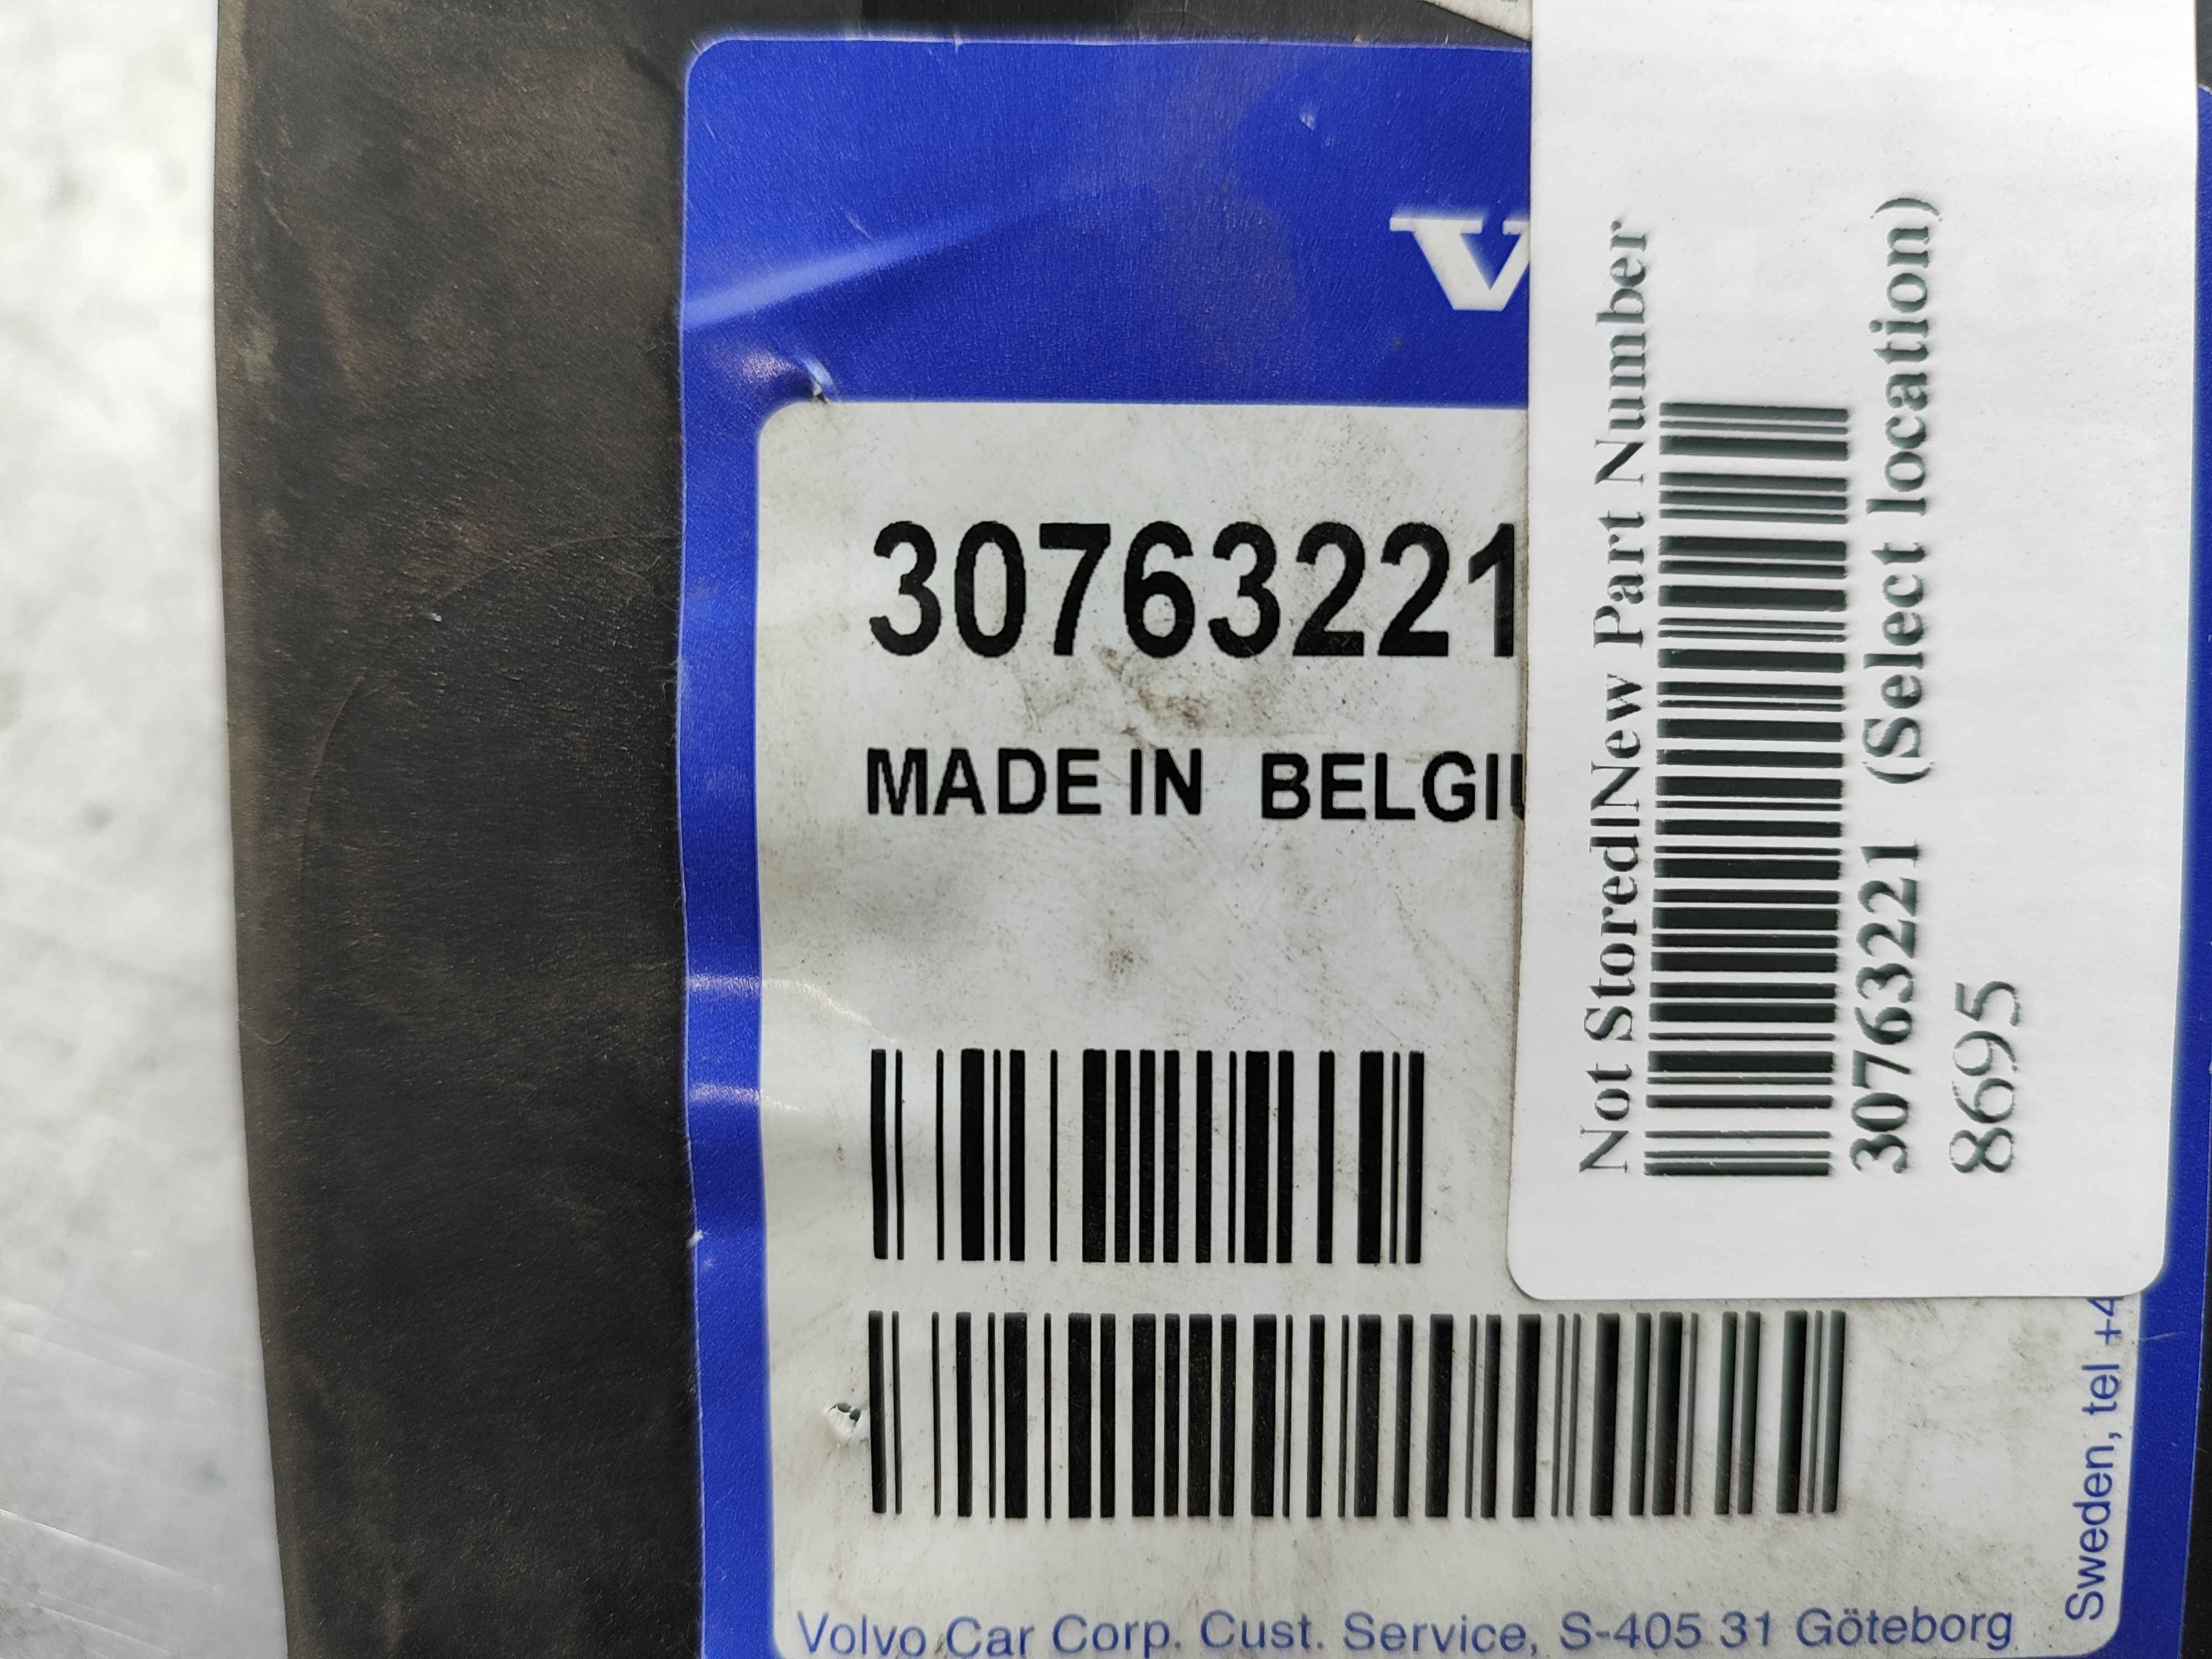 V
30763221
MADE IN BELGIU
Volvo Car Corp. Cust. Service, S-405 31 Göteborg
Sweden, tel +4
Not Stored|New Part Number
30763221 (Select location)
8695